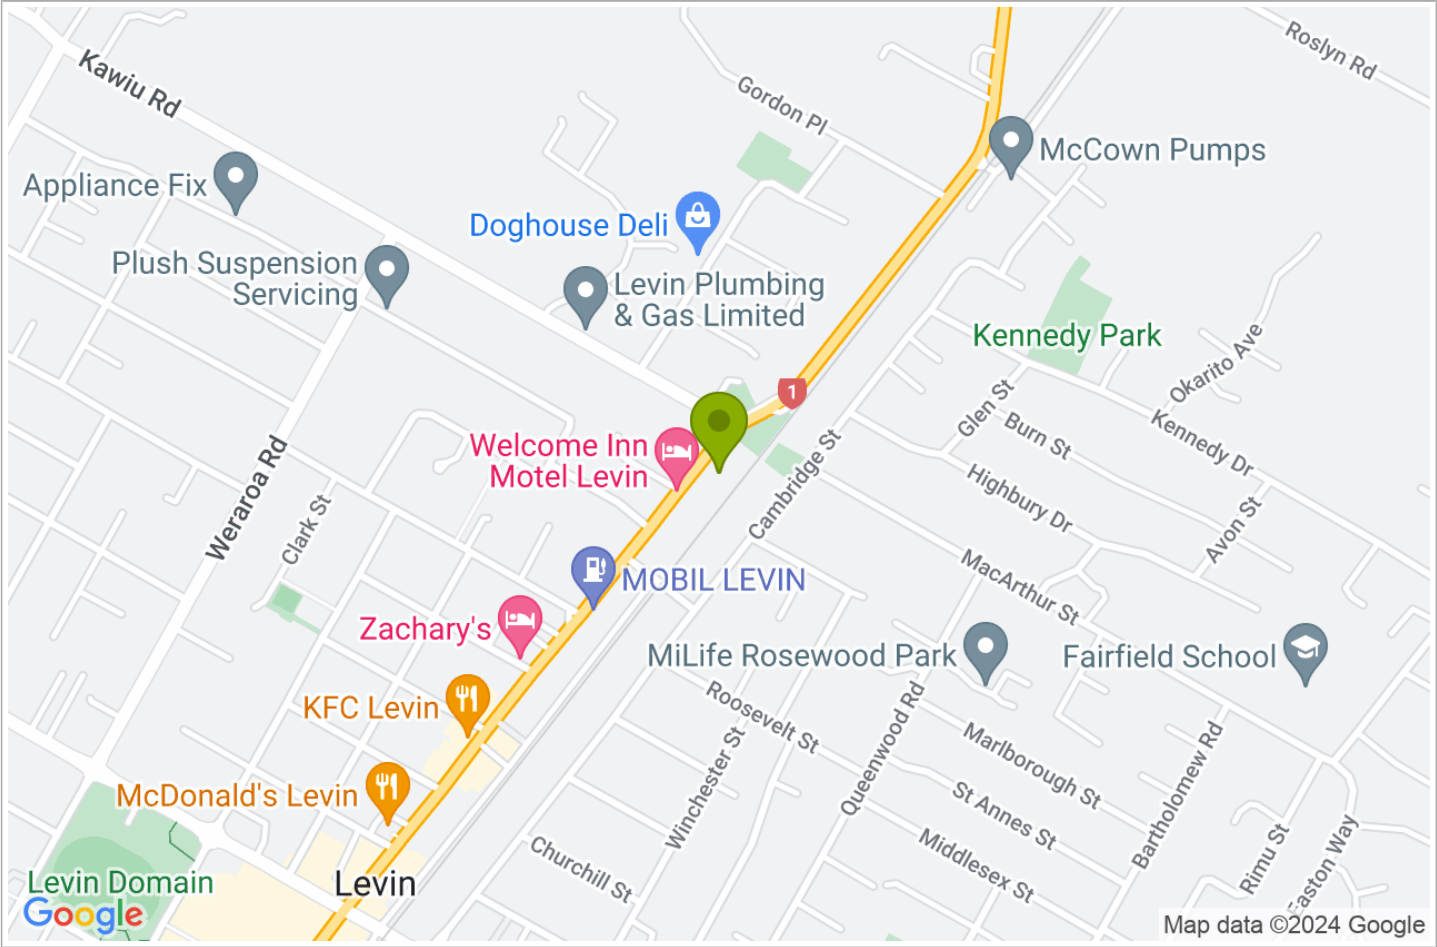 Roslyn Rd
Kawiu Rd
Gordon Pl
McCown Pumps
Appliance Fix
Doghouse Deli
Plush Suspension
Servicing
Levin Plumbing
& Gas Limited
Kennedy Park
Okarito Ave
1
Glen St
Burn St
Kennedy Dr
Welcome Inn
Motel Levin
Cambridge St
Highbury Dr
Weraroa Rd
Clark St
Avon St
MOBIL LEVIN
MacArthur St
Zachary's
MiLife Rosewood Park
Fairfield School
KFC Levin
Roosevelt St
Queenwood Rd
Winchester St
Marlborough St
Bartholomew Rd
McDonald's Levin
St Annes St
Middlesex St
Churchill St
Rimu St
Easton Way
Levin Domain
Levin
Google
Map data ©2024 Google